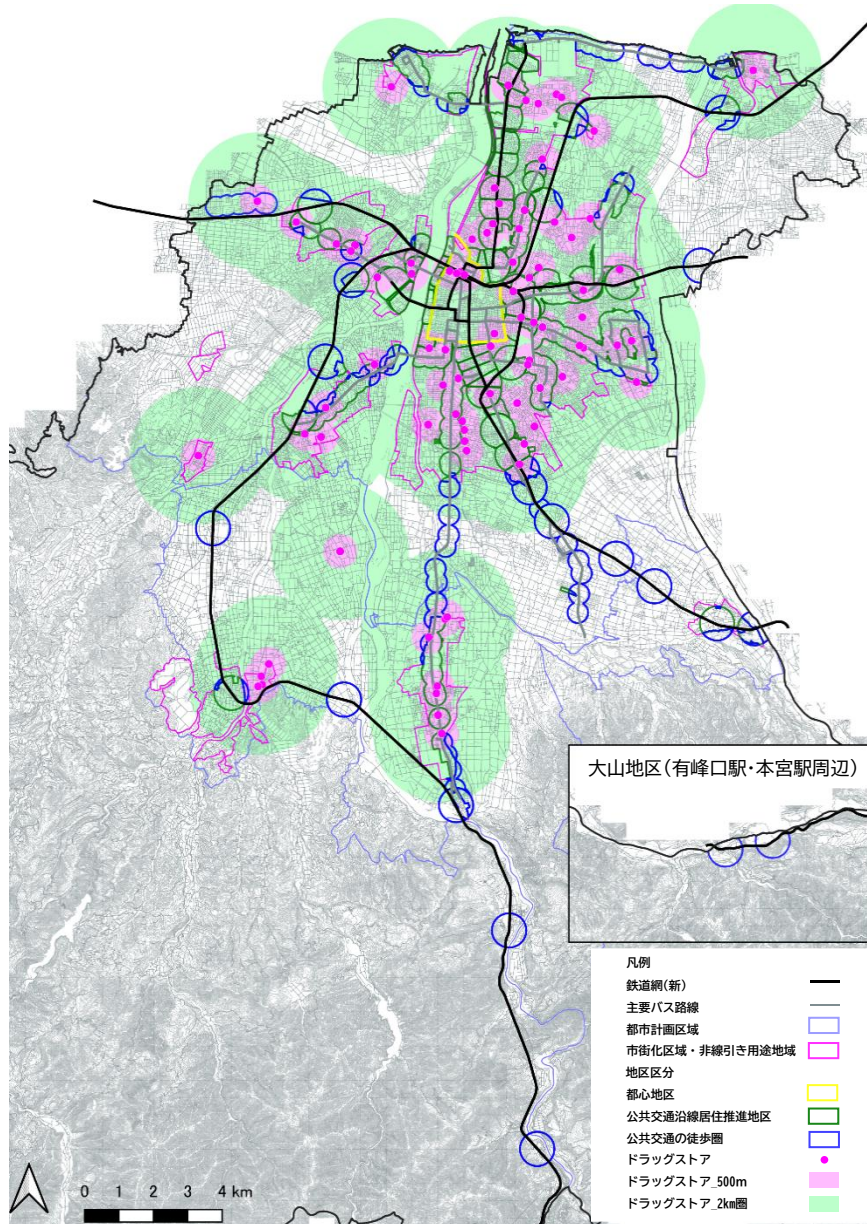 大山地区(有峰口駅・本宮駅周辺)
凡例
鉄道網(新)
主要バス路線
都市計画区域
市街化区域・非線引き用途地域
地区区分
都心地区
公共交通沿線居住推進地区
公共交通の徒歩圏
ドラッグストア
ドラッグストア_500m
ドラッグストア_2km圏
0 1 2 3 4 km